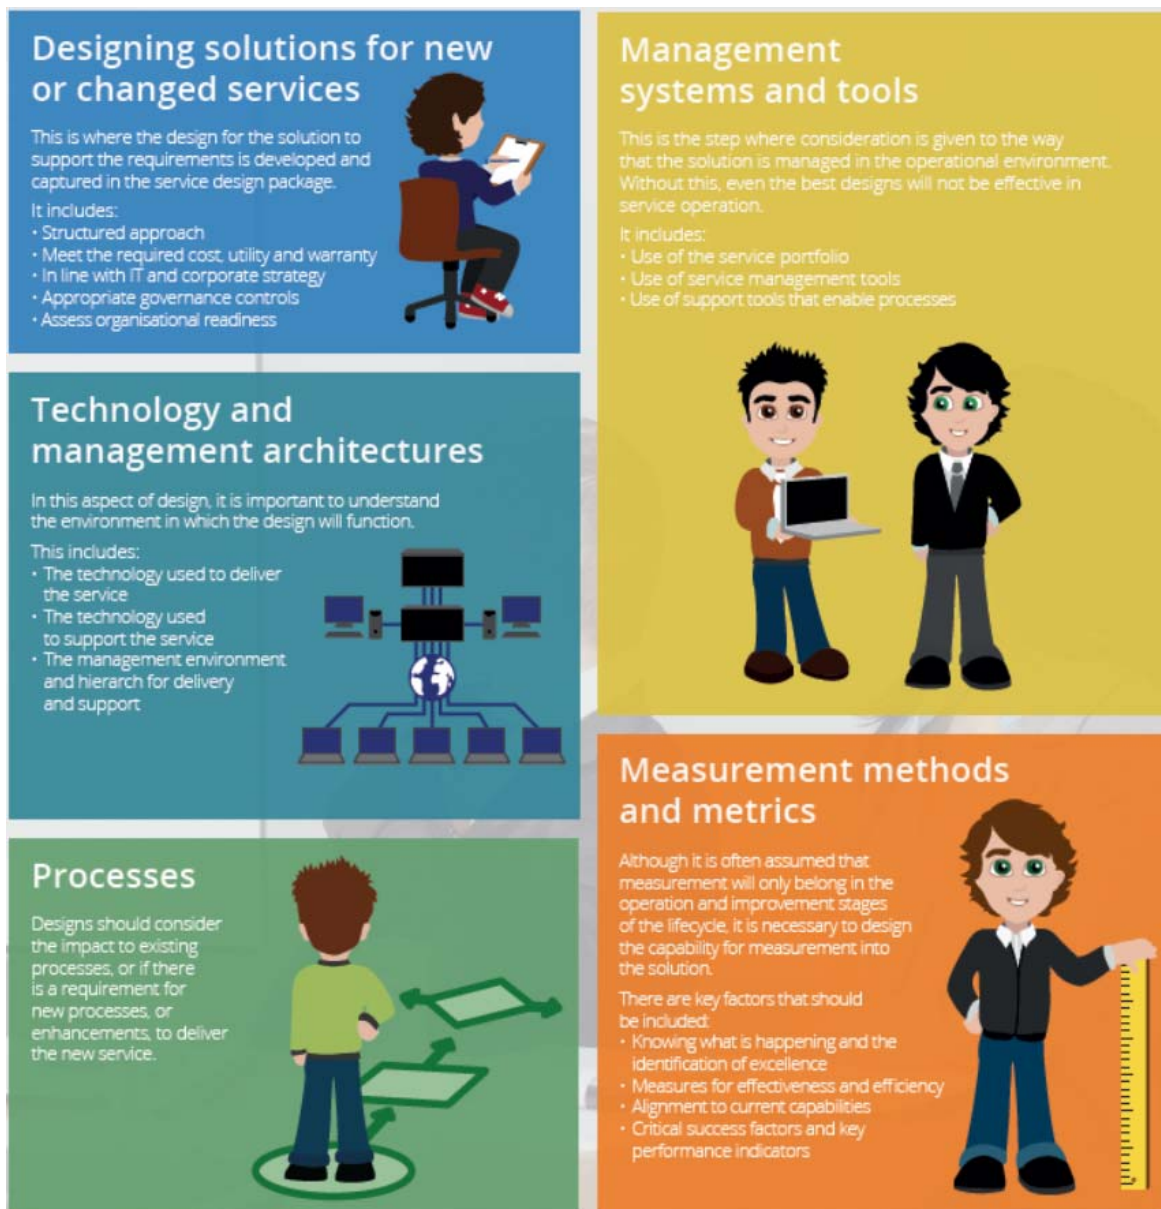 Designing solutions for new
or changed services
This is where the design for the solution to
support the requirements is developed and
captured in the service design package.
It includes:
• Structured approach
• Meet the required cost, utility and warranty
• In line with IT and corporate strategy
• Appropriate governance controls
• Assess organisational readiness
Technology and
management architectures
In this aspect of design, it is important to understand
the environment in which the design will function.
This includes:
• The technology used to deliver
the service
• The technology used
to support the service
• The management environment
and hierarch for delivery
and support
Processes
Designs should consider
the impact to existing
processes, or if there
is a requirement for
new processes, or
enhancements, to deliver
the new service.
Management
systems and tools
This is the step where consideration is given to the way
that the solution is managed in the operational environment.
Without this, even the best designs will not be effective in
service operation.
It includes:
• Use of the service portfolio
• Use of service management tools
• Use of support tools that enable processes
Measurement methods
and metrics
Although it is often assumed that
measurement will only belong in the
operation and improvement stages
of the lifecycle, it is necessary to design
the capability for measurement into
the solution.
There are key factors that should
be included:
• Knowing what is happening and the
identification of excellence
• Measures for effectiveness and efficiency
• Alignment to current capabilities
• Critical success factors and key
performance indicators